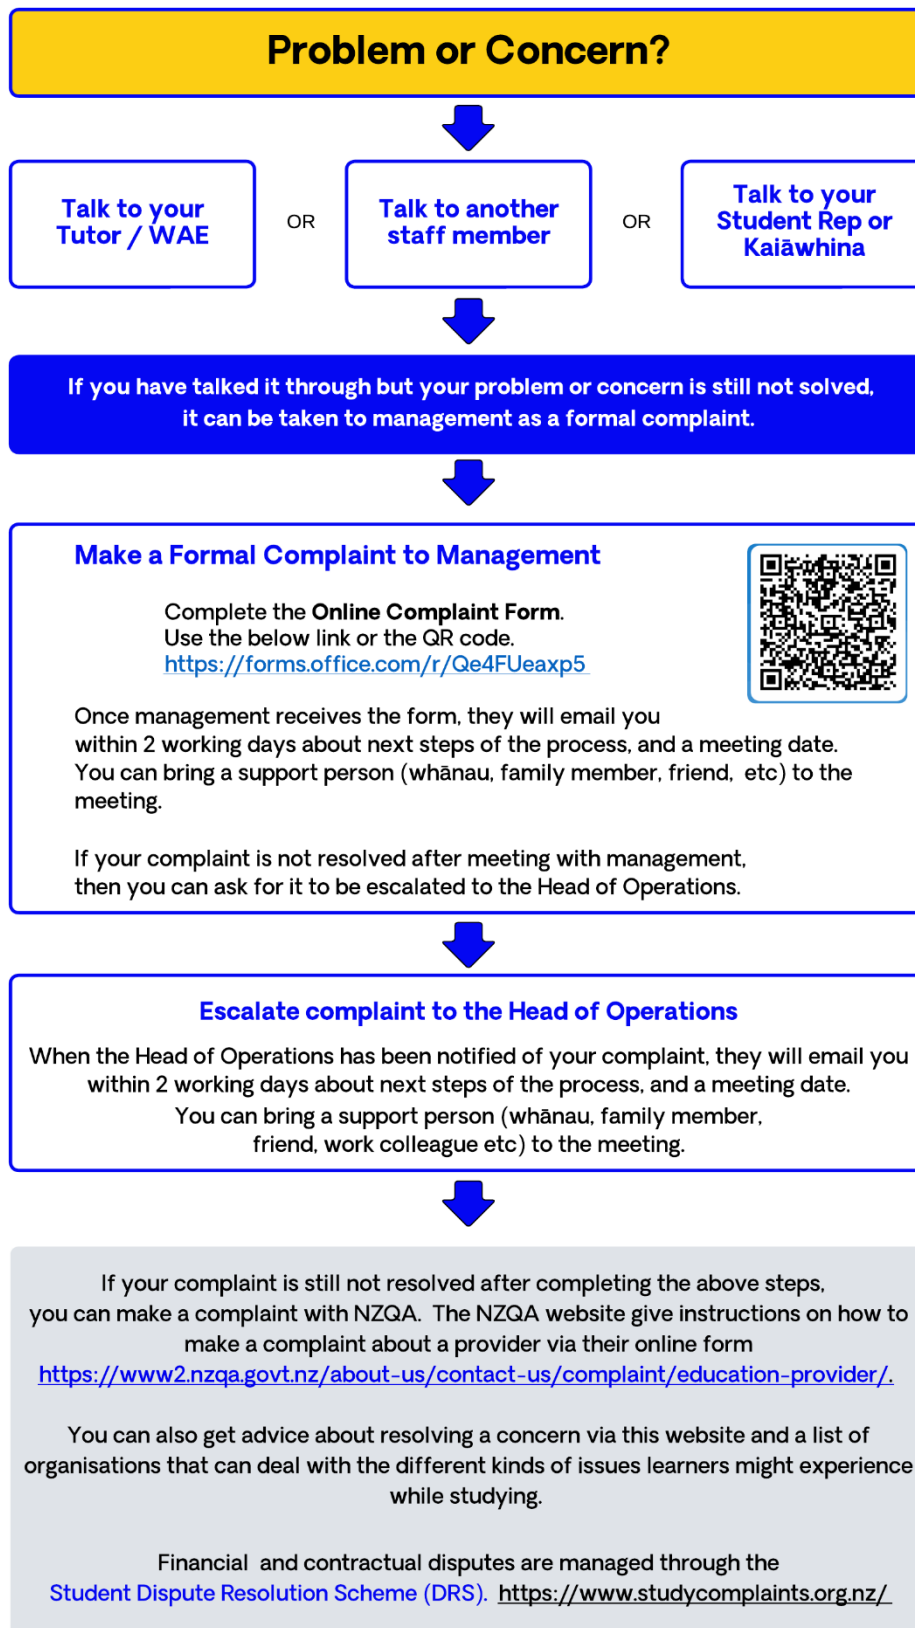 Problem or Concern?
Talk to your
Tutor / WAE
OR
Talk to another
staff member
OR
Talk to your
Student Rep or
Kaiāwhina
If you have talked it through but your problem or concern is still not solved,
it can be taken to management as a formal complaint.
Make a Formal Complaint to Management
Complete the Online Complaint Form.
Use the below link or the QR code.
https://forms.office.com/r/Qe4FUeaxp5
Once management receives the form, they will email you
within 2 working days about next steps of the process, and a meeting date.
You can bring a support person (whānau, family member, friend, etc) to the
meeting.
If your complaint is not resolved after meeting with management,
then you can ask for it to be escalated to the Head of Operations.
Escalate complaint to the Head of Operations
When the Head of Operations has been notified of your complaint, they will email you
within 2 working days about next steps of the process, and a meeting date.
You can bring a support person (whānau, family member,
friend, work colleague etc) to the meeting.
If your complaint is still not resolved after completing the above steps,
you can make a complaint with NZQA. The NZQA website give instructions on how to
make a complaint about a provider via their online form
https://www2.nzqa.govt.nz/about-us/contact-us/complaint/education-provider/.
You can also get advice about resolving a concern via this website and a list of
organisations that can deal with the different kinds of issues learners might experience
while studying.
Financial and contractual disputes are managed through the
Student Dispute Resolution Scheme (DRS). https://www.studycomplaints.org.nz/